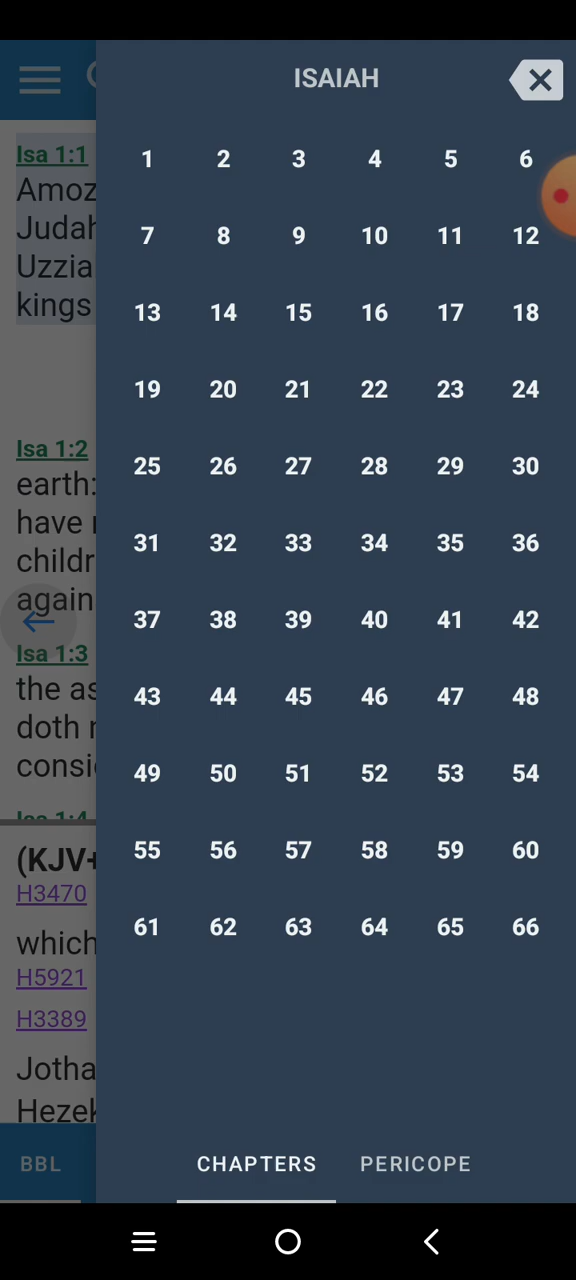 ISAIAH
1 2 3 4 5 6
7 8 9 10 11 12
13 14 15 16 17 18
19 20 21 22 23 24
25 26 27 28 29 30
31 32 33 34 35 36
37 38 39 40 41 42
43 44 45 46 47 48
49 50 51 52 53 54
55 56 57 58 59 60
61 62 63 64 65 66
CHAPTERS PERICOPE
Isa 1:1
Amoz
Judah
Uzzia
kings
Isa 1:2
earth:
have
childr
again
Isa 1:3
the as
doth
consi
Isa 1:4
(KJV+
H3470
which
H5921
H3389
Jotha
Hezek
BBL